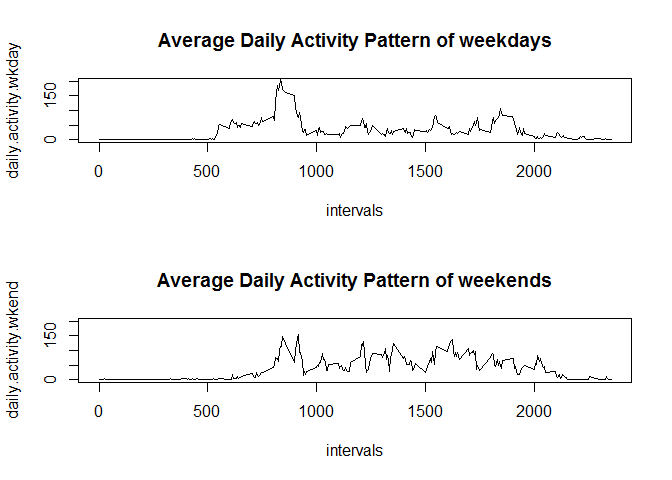 Average Daily Activity Pattern of weekdays
daily.activity.wkday
150
0
0 500 1000 1500 2000
intervals
Average Daily Activity Pattern of weekends
daily.activity.wkend
150
0
0 500 1000 1500 2000
intervals